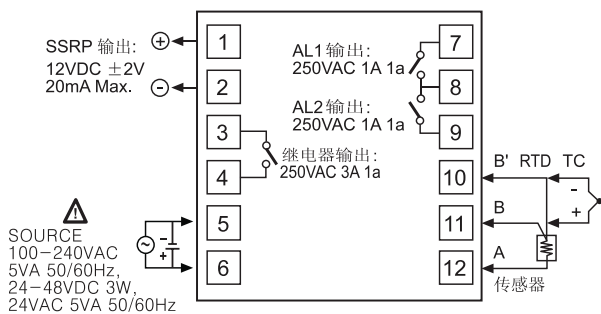 SSRP 输出:
12VDC ±2V
20mA Max.
+
-
1
2
3
4
5
6
AL1 输出:
250VAC 1A 1a
AL2 输出:
250VAC 1A 1a
继电器输出:
250VAC 3A 1a
7
8
9
10
11
12
B' RTD TC
-
+
B
A
传感器
!
SOURCE
100-240VAC
5VA 50/60Hz,
24-48VDC 3W,
24VAC 5VA 50/60Hz
~
-
+